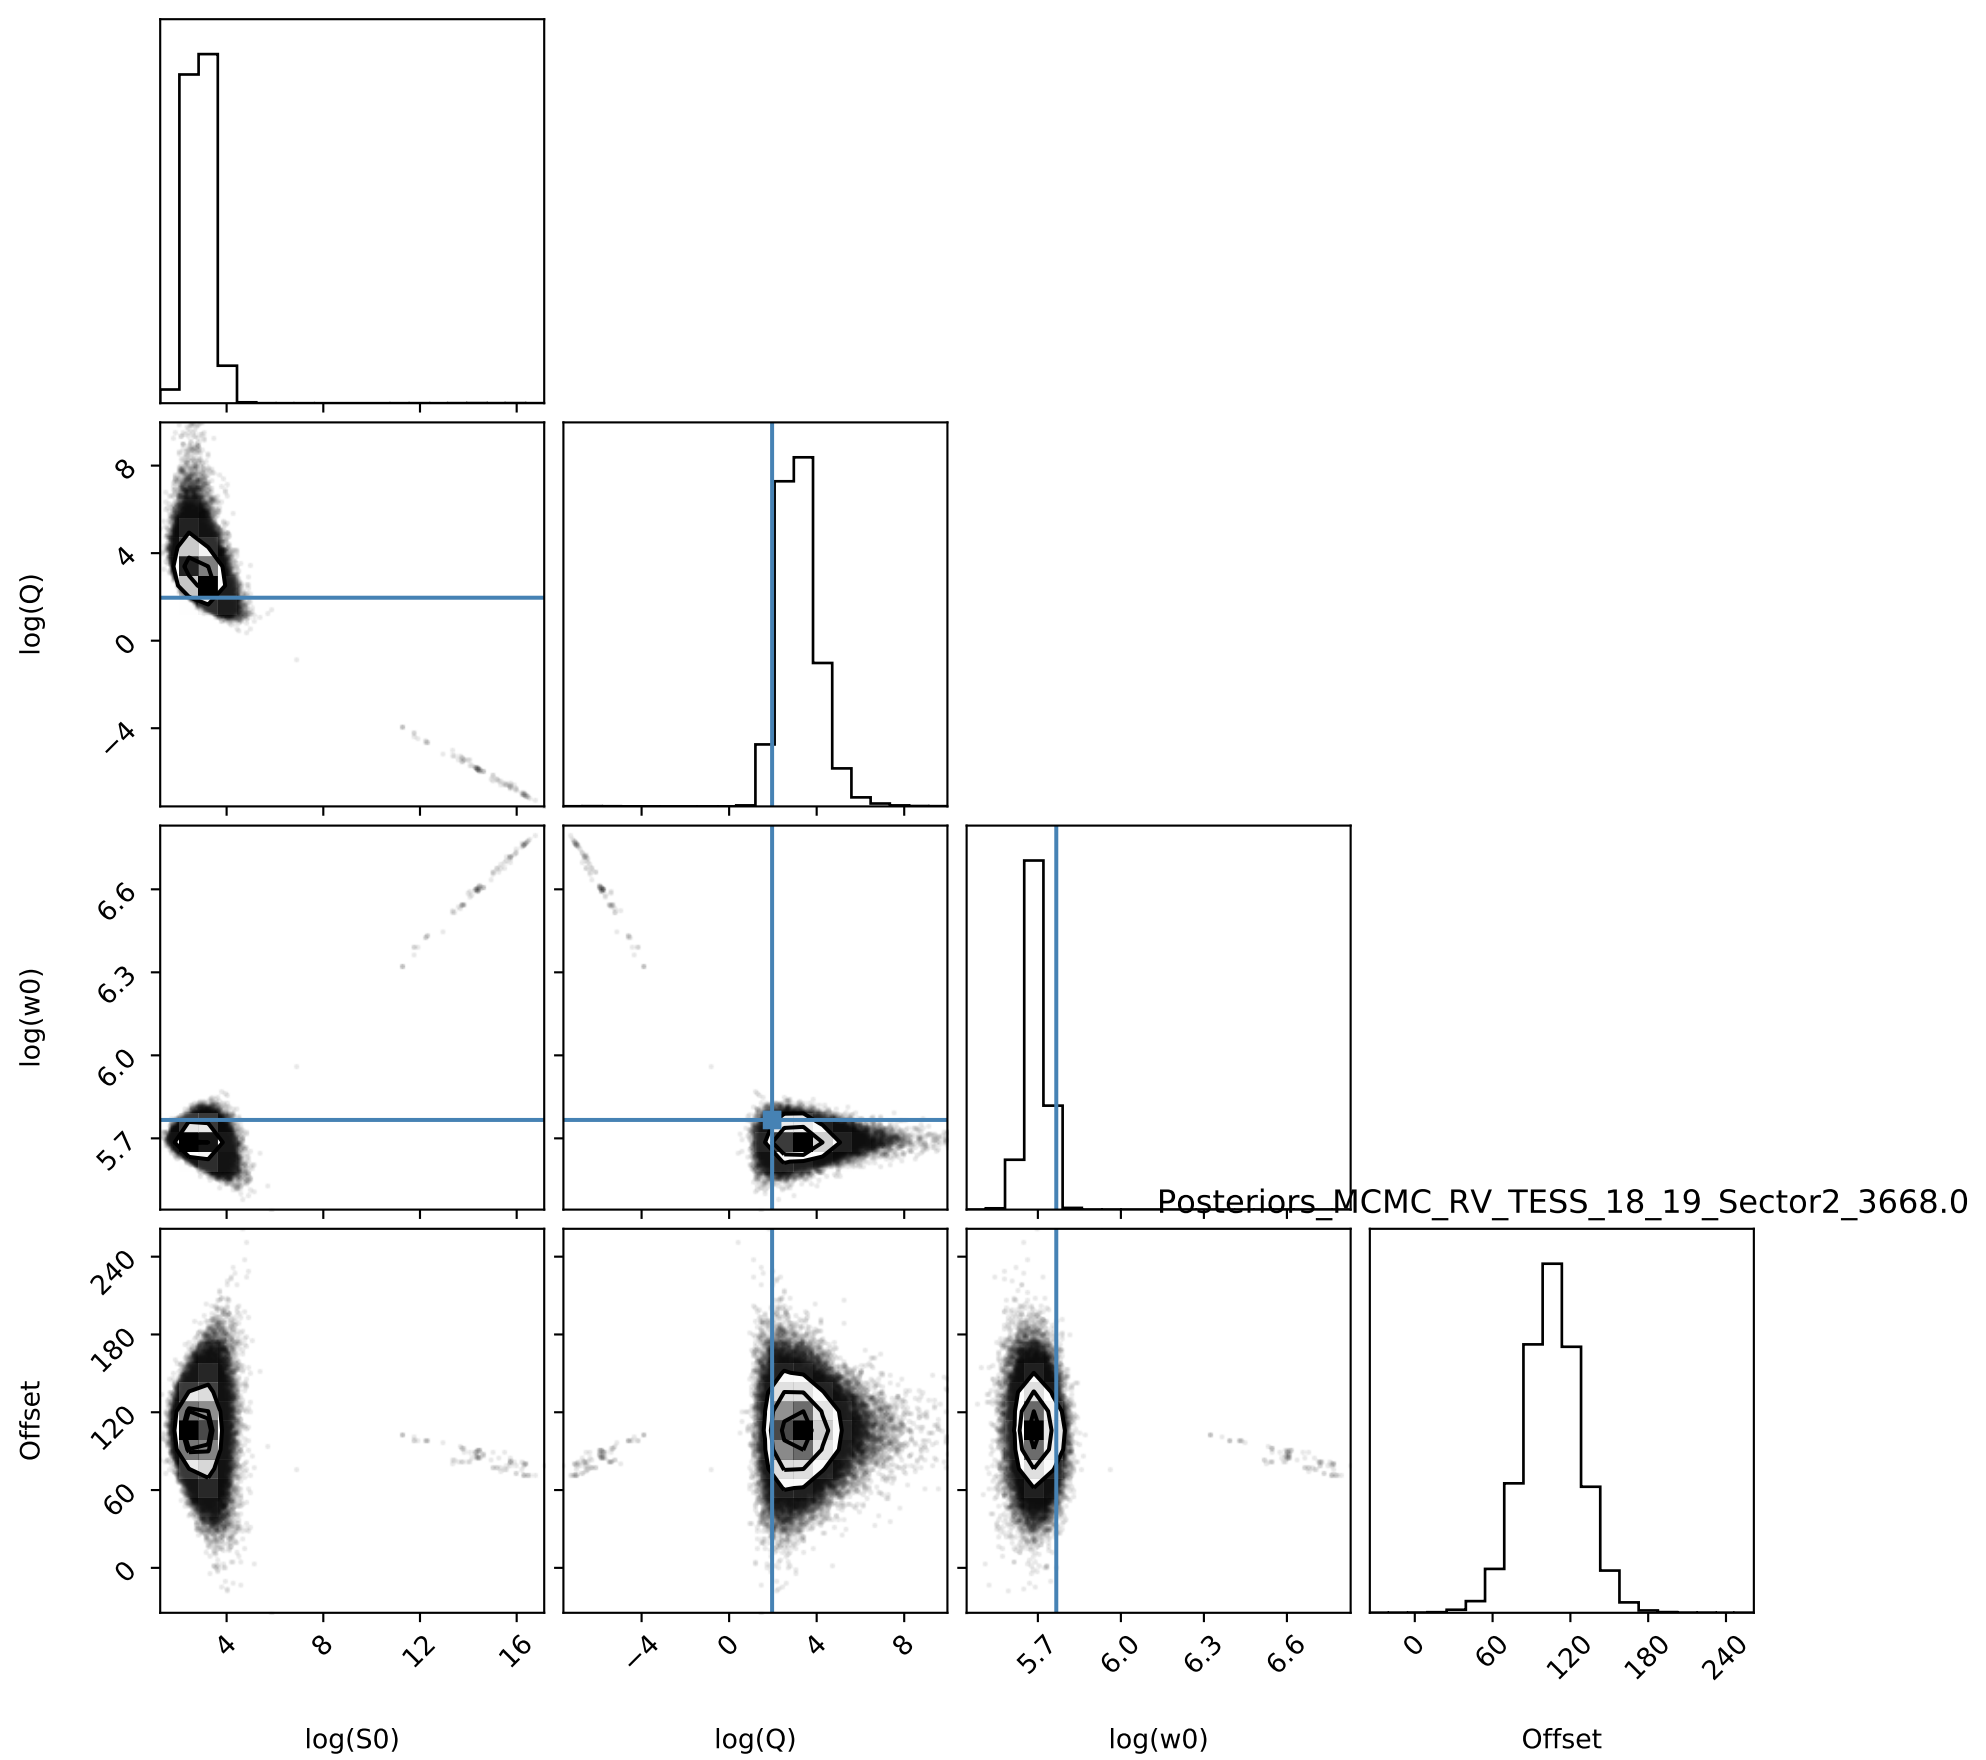 8
4
0
−4
log(Q)
6.6
6.3
6.0
5.7
log(w0)
Posteriors_MCMC_RV_TESS_18_19_Sector2_3668.0
240
180
120
60
0
Offset
4 8 12 16
−4 0 4 8
5.7 6.0 6.3 6.6
0 60 120 180 240
log(S0) log(Q) log(w0) Offset